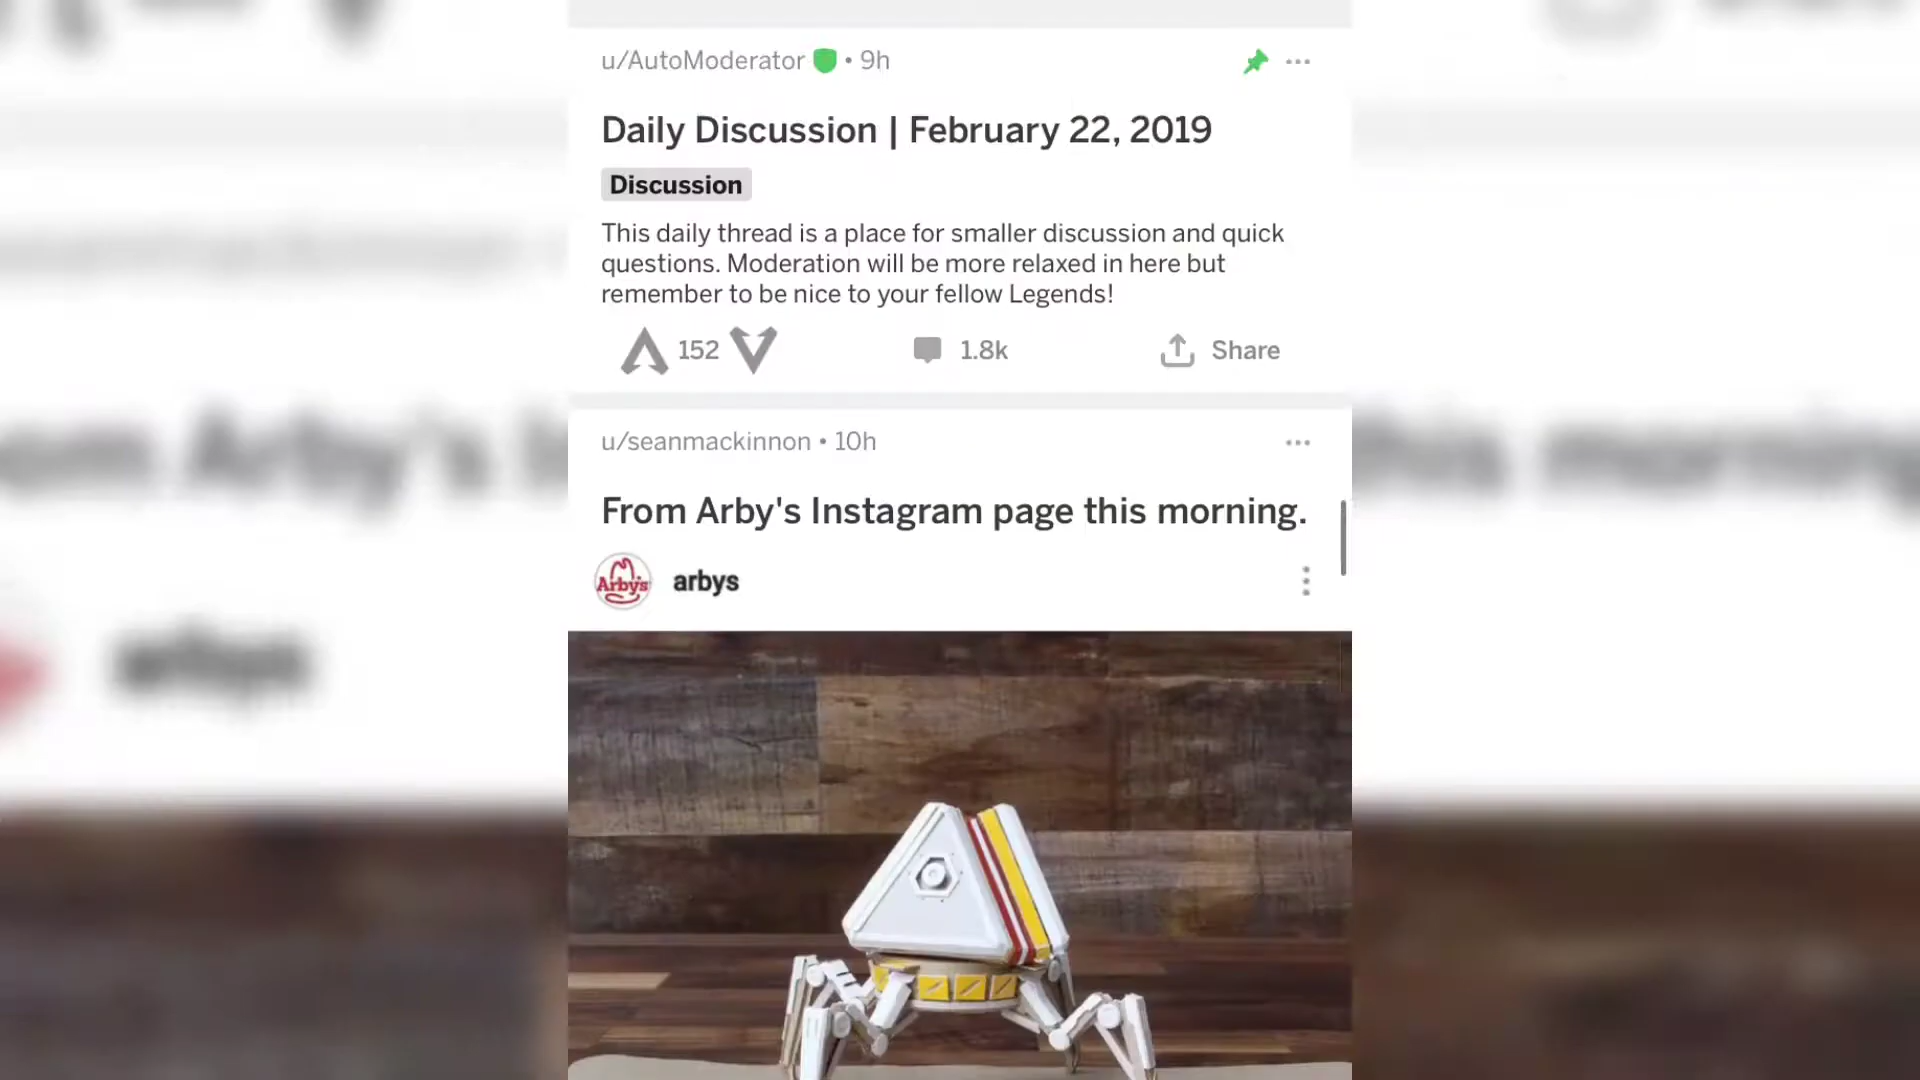 u/AutoModerator • 9h
Daily Discussion | February 22, 2019
Discussion
This daily thread is a place for smaller discussion and quick
questions. Moderation will be more relaxed in here but
remember to be nice to your fellow Legends!
152 1.8k Share
u/seanmackinnon • 10h
From Arby's Instagram page this morning.
Arby's arbys